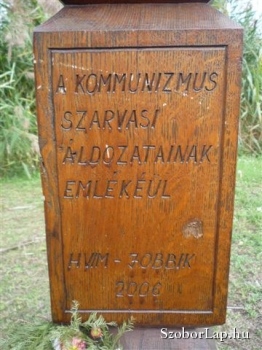 A KOMMUNIZMUS
SZARVASI
ÁLDOZATAINAK
EMLÉKÉÜL
HVIM - JOBBIK
2006
SzoborLap.hu